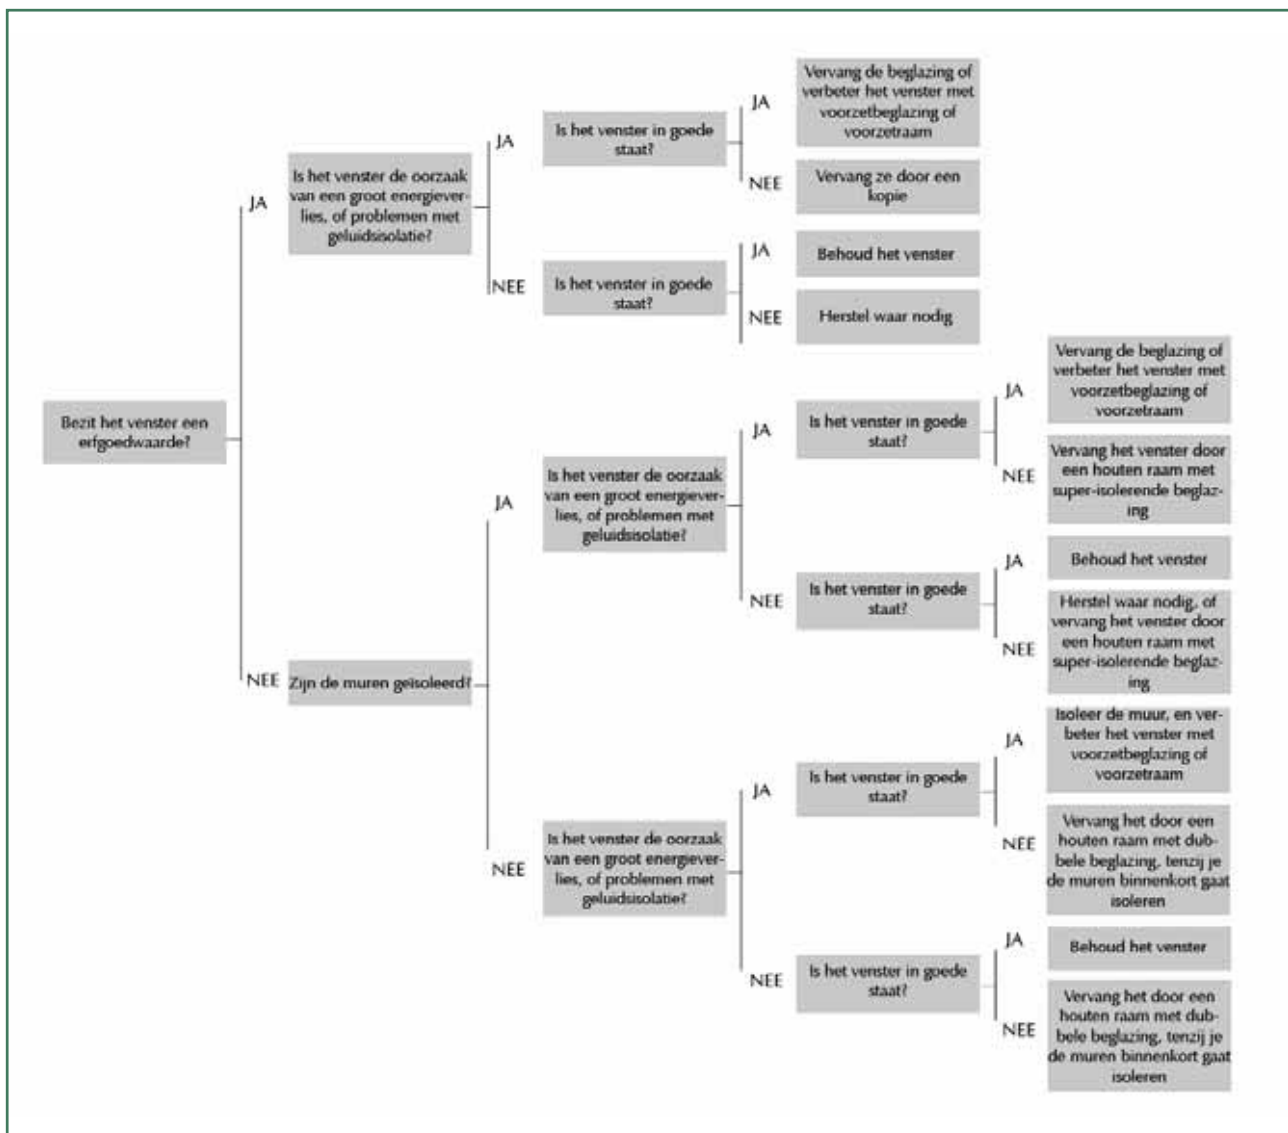 Bezit het venster een
erfgoedwaarde?
JA
Is het venster de oorzaak
van een groot energiever-
lies, of problemen met
geluidsisolatie?
JA
Is het venster in goede
staat?
JA
Vervang de beglazing of
verbeter het venster met
voorzetbeglazing of
voorzetraam
NEE
Vervang ze door een
kopie
NEE
Is het venster in goede
staat?
JA
Behoud het venster
NEE
Herstel waar nodig
NEE
Zijn de muren geïsoleerd?
JA
Is het venster de oorzaak
van een groot energiever-
lies, of problemen met
geluidsisolatie?
JA
Is het venster in goede
staat?
JA
Vervang de beglazing of
verbeter het venster met
voorzetbeglazing of
voorzetraam
NEE
Vervang het venster door
een houten raam met
super-isolerende beglaz-
ing
NEE
Is het venster in goede
staat?
JA
Behoud het venster
NEE
Herstel waar nodig, of
vervang het venster door
een houten raam met
super-isolerende beglaz-
ing
NEE
Is het venster de oorzaak
van een groot energiever-
lies, of problemen met
geluidsisolatie?
JA
Is het venster in goede
staat?
JA
Isoleer de muur, en ver-
beter het venster met
voorzetbeglazing of
voorzetraam
NEE
Vervang het door een
houten raam met dub-
bele beglazing, tenzij je
de muren binnenkort gaat
isoleren
NEE
Is het venster in goede
staat?
JA
Behoud het venster
NEE
Vervang het door een
houten raam met dub-
bele beglazing, tenzij je
de muren binnenkort gaat
isoleren